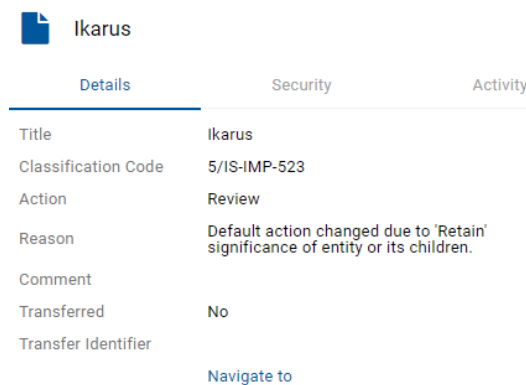 Ikarus
Details Security Activity
Title Ikarus
Classification Code 5/IS-IMP-523
Action Review
Reason Default action changed due to 'Retain'
significance of entity or its children.
Comment
Transferred No
Transfer Identifier
Navigate to